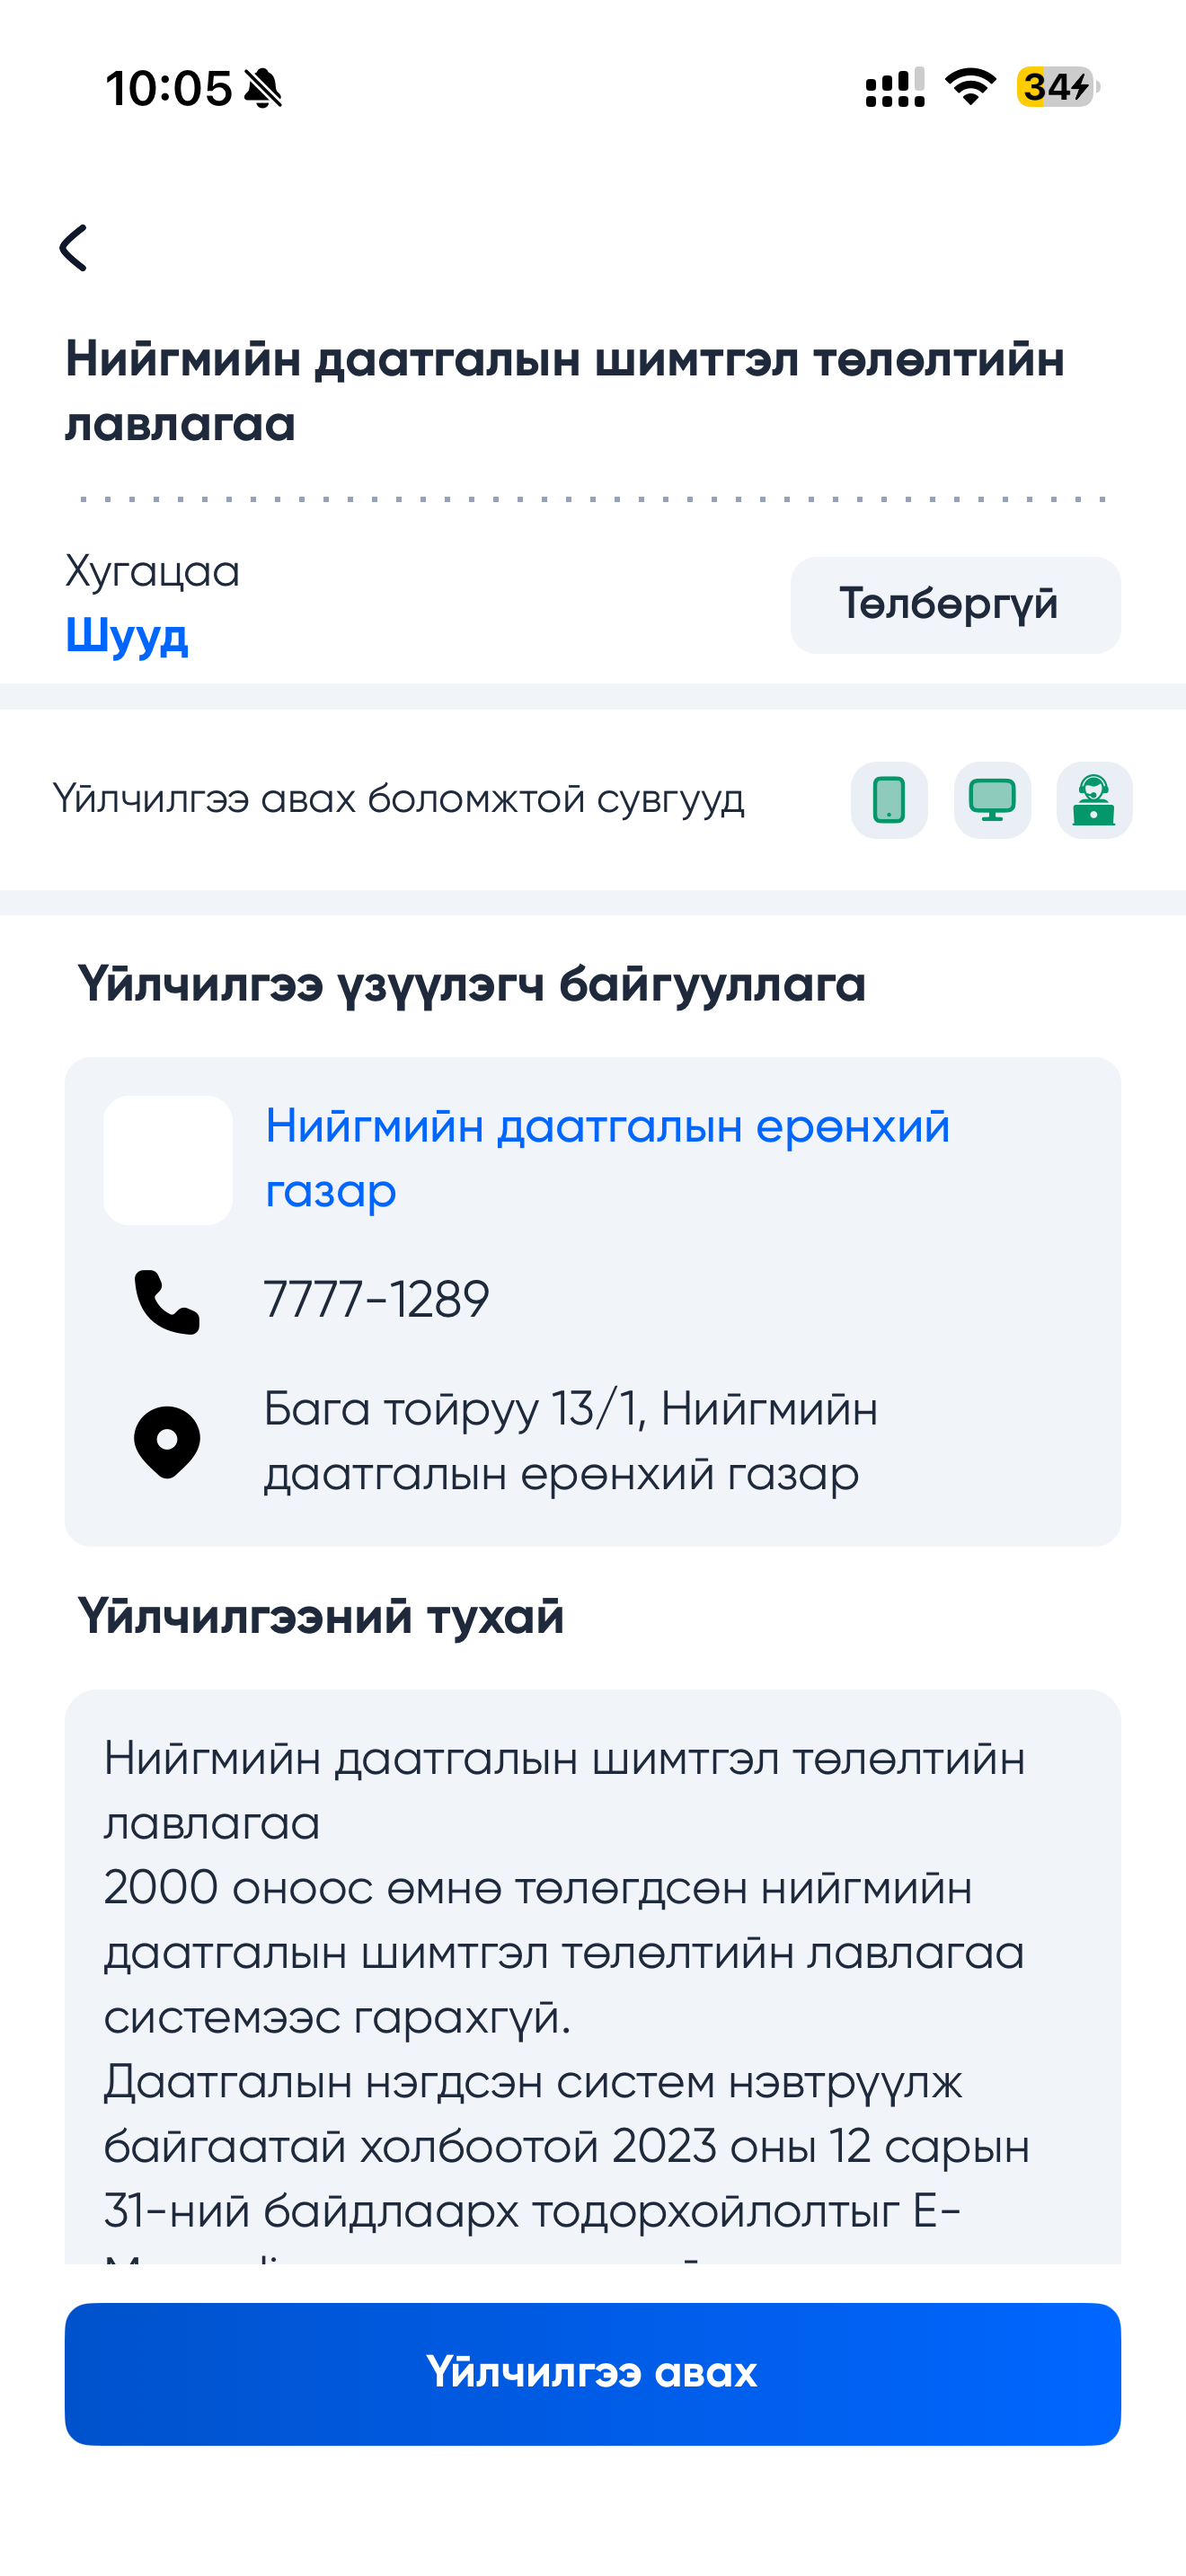 10:05
34
Нийгмийн даатгалын шимтгэл төлөлтийн
лавлагаа
Хугацаа
Шууд
Төлбөргүй
Үйлчилгээ авах боломжтой сувгууд
Үйлчилгээ үзүүлэгч байгууллага
Нийгмийн даатгалын ерөнхий
газар
7777-1289
Бага тойруу 13/1, Нийгмийн
даатгалын ерөнхий газар
Үйлчилгээний тухай
Нийгмийн даатгалын шимтгэл төлөлтийн
лавлагаа
2000 оноос өмнө төлөгдсөн нийгмийн
даатгалын шимтгэл төлөлтийн лавлагаа
системээс гарахгүй.
Даатгалын нэгдсэн систем нэвтрүүлж
байгаатай холбоотой 2023 оны 12 сарын
31-ний байдлаарх тодорхойлолтыг E-
Үйлчилгээ авах